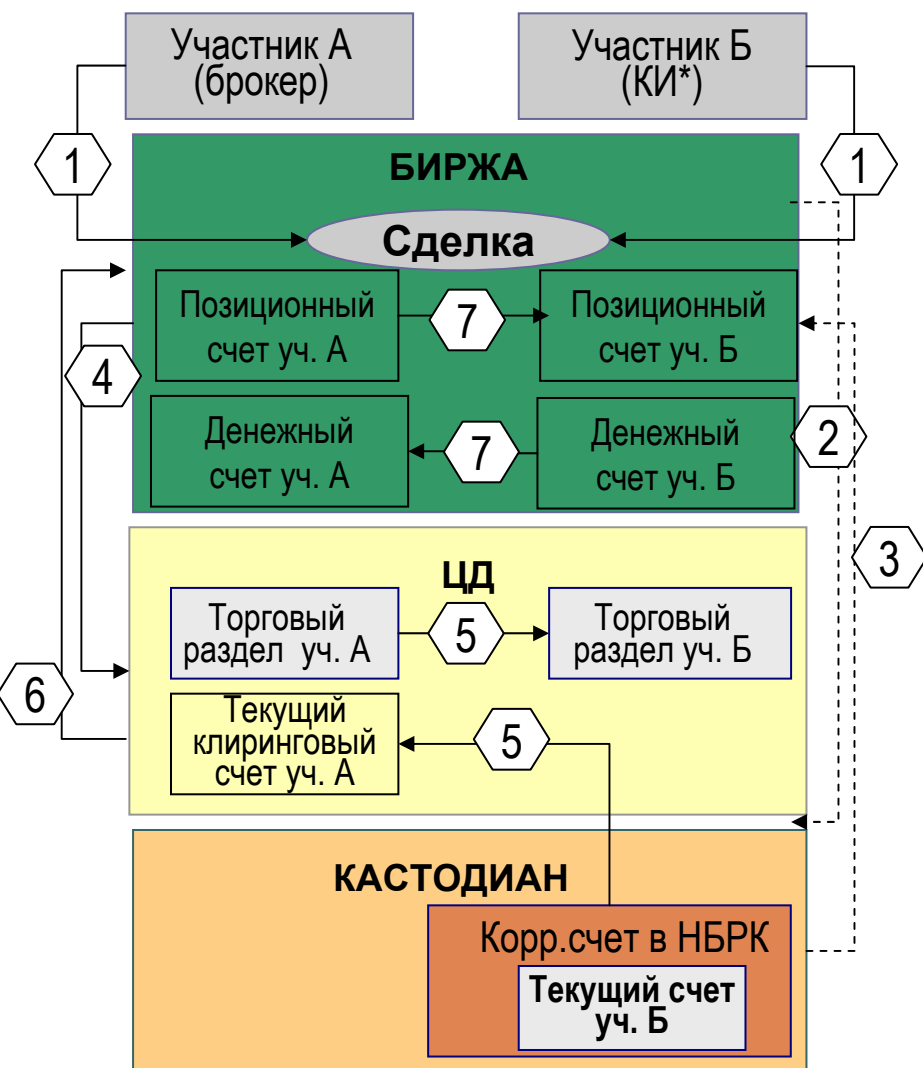 Участник А
(брокер)
Участник Б
(КИ*)
1
1
БИРЖА
Сделка
Позиционный
счет уч. А
7
Позиционный
счет уч. Б
4
Денежный
счет уч. А
7
Денежный
счет уч. Б
2
3
ЦД
Торговый
раздел уч. А
5
Торговый
раздел уч. Б
6
Текущий
клиринговый
счет уч. А
5
КАСТОДИАН
Корр.счет в НБРК
Текущий счет
уч. Б